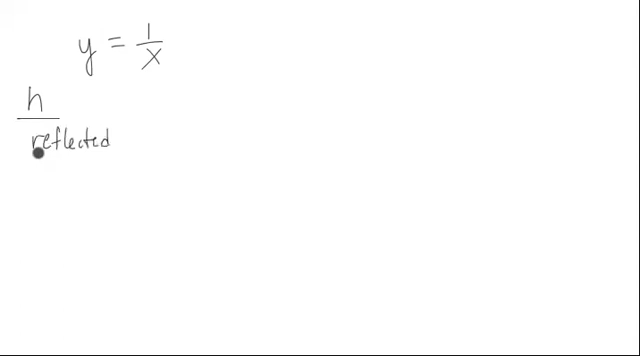 y = 1/x
h
reflected